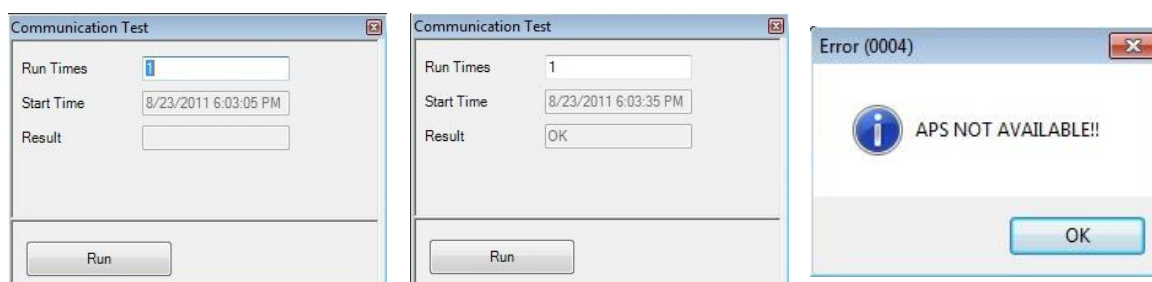 Communication Test
Run Times 1
Start Time 8/23/2011 6:03:05 PM
Result
Run
Communication Test
Run Times 1
Start Time 8/23/2011 6:03:35 PM
Result OK
Run
Error (0004)
APS NOT AVAILABLE!!
OK